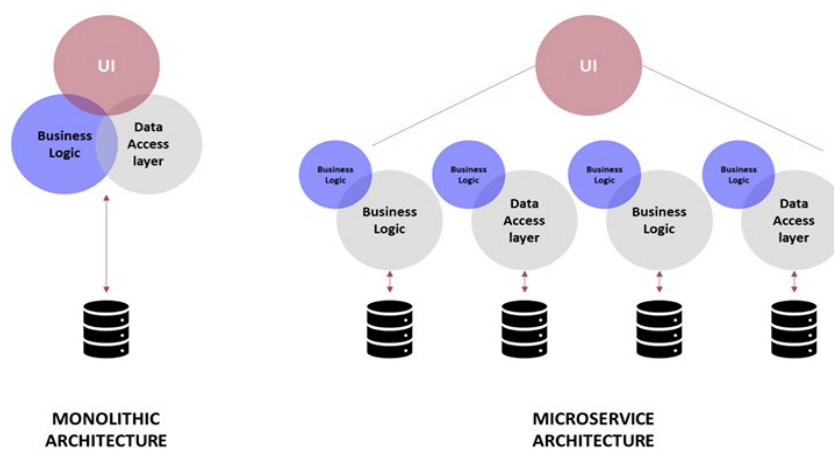 UI
Business
Logic
Data
Access
layer
MONOLITHIC
ARCHITECTURE
UI
Business
Logic
Business
Logic
Business
Logic
Data
Access
layer
Business
Logic
Business
Logic
Business
Logic
Data
Access
layer
MICROSERVICE
ARCHITECTURE